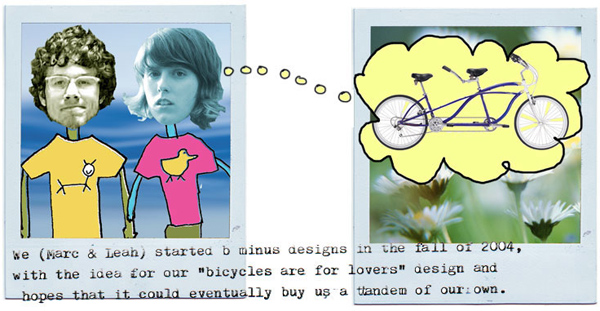 We (Marc & Leah) started b minus designs in the fall of 2004,
with the idea for our "bicycles are for lovers" design and
hopes that it could eventually buy us a tandem of our own.